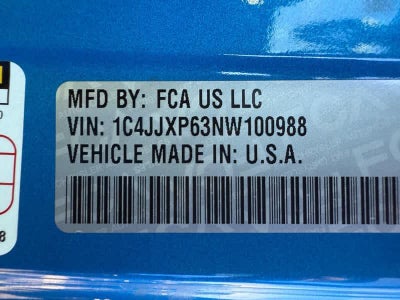 MFD BY: FCA US LLC
VIN: 1C4JJXP63NW100988
VEHICLE MADE IN: U.S.A.